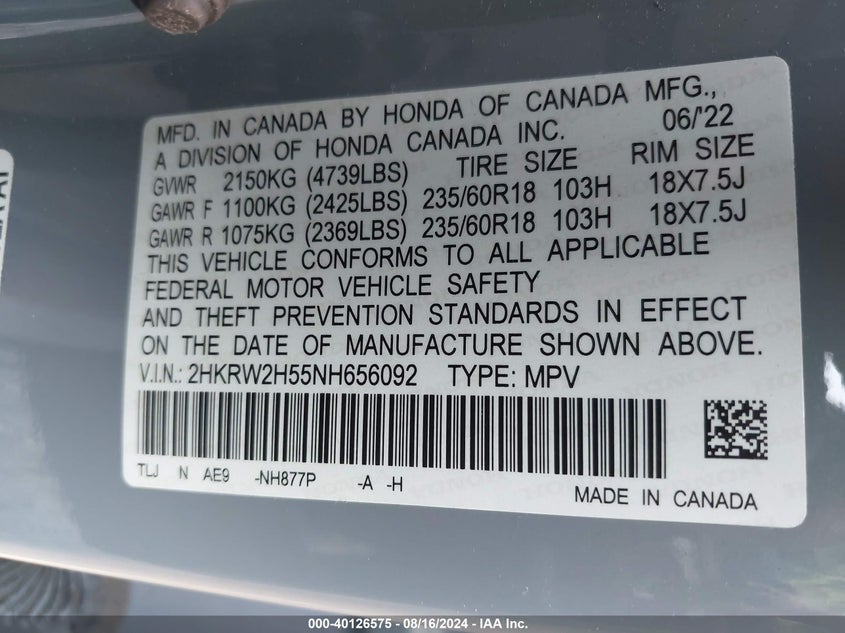 MFD. IN CANADA BY HONDA OF CANADA MFG.,
A DIVISION OF HONDA CANADA INC. 06/'22
GVWR 2150KG (4739LBS) TIRE SIZE RIM SIZE
GAWR F 1100KG (2425LBS) 235/60R18 103H 18X7.5J
GAWR R 1075KG (2369LBS) 235/60R18 103H 18X7.5J
THIS VEHICLE CONFORMS TO ALL APPLICABLE
FEDERAL MOTOR VEHICLE SAFETY
AND THEFT PREVENTION STANDARDS IN EFFECT
ON THE DATE OF MANUFACTURE SHOWN ABOVE.
V.I.N.: 2HKRW2H55NH656092 TYPE: MPV
TLJ N AE9 -NH877P -A -H
MADE IN CANADA
000-40126575 - 08/16/2024 - IAAI Inc.